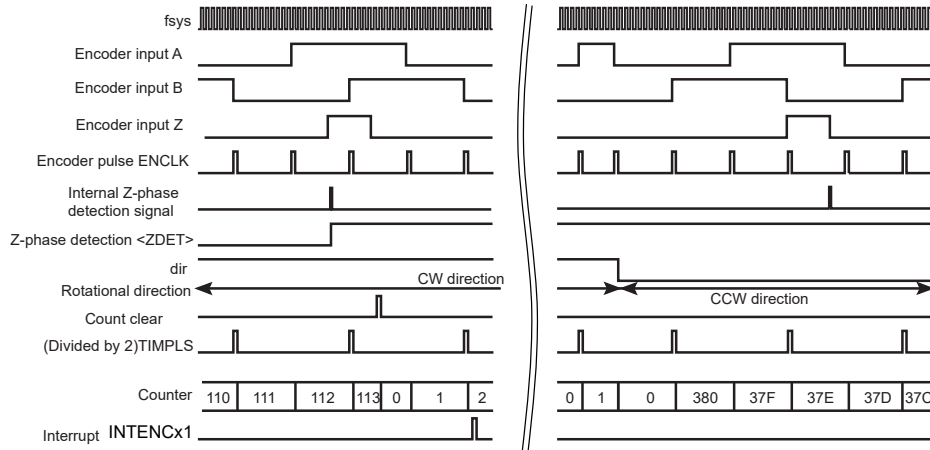 fsys
Encoder input A
Encoder input B
Encoder input Z
Encoder pulse ENCLK
Internal Z-phase
detection signal
Z-phase detection <ZDET>
dir
Rotational direction CW direction CCW direction
Count clear
(Divided by 2)TIMPLS
Counter 110 111 112 113 0 1 2 0 1 0 380 37F 37E 37D 37C
Interrupt INTENCx1